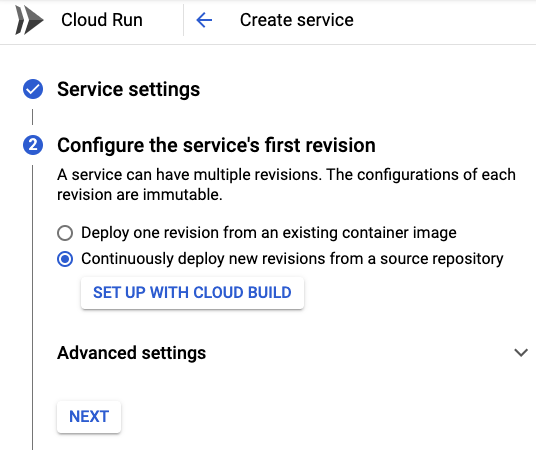 Cloud Run
Create service
Service settings
2
Configure the service's first revision
A service can have multiple revisions. The configurations of each
revision are immutable.
Deploy one revision from an existing container image
Continuously deploy new revisions from a source repository
SET UP WITH CLOUD BUILD
Advanced settings
NEXT